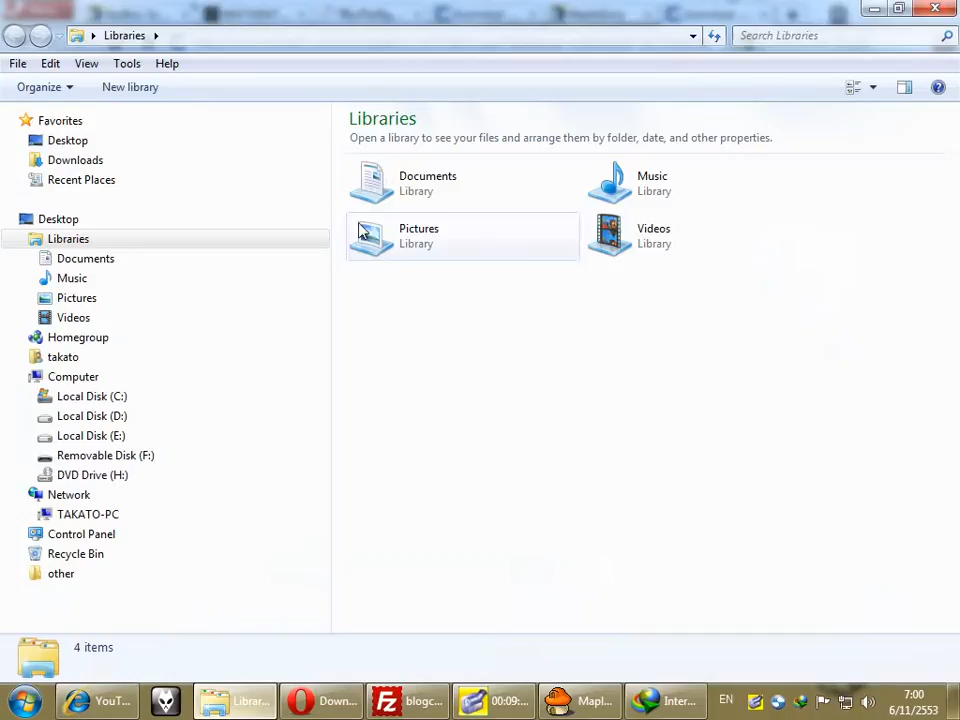 Libraries
Search Libraries
File Edit View Tools Help
Organize New library
Favorites
Desktop
Downloads
Recent Places
Desktop
Libraries
Documents
Music
Pictures
Videos
Homegroup
takato
Computer
Local Disk (C:)
Local Disk (D:)
Local Disk (E:)
Removable Disk (F:)
DVD Drive (H:)
Network
TAKATO-PC
Control Panel
Recycle Bin
other
Libraries
Open a library to see your files and arrange them by folder, date, and other properties.
Documents
Library
Music
Library
Pictures
Library
Videos
Library
4 items
YouT... Librar... Down... blogc... 00:09:... Mapl... Inter... EN 7:00
6/11/2553